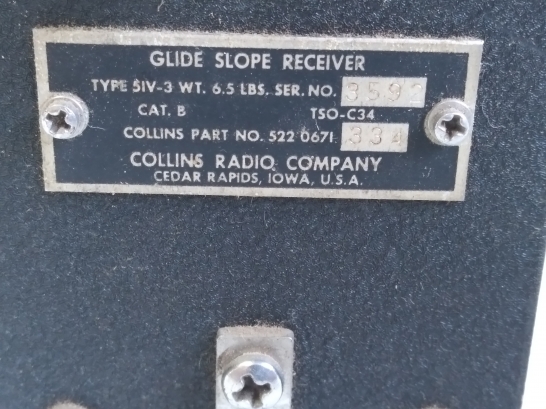 GLIDE SLOPE RECEIVER
TYPE 51V-3 WT. 6.5 LBS. SER. NO. 3592
CAT. B TSO-C34
COLLINS PART NO. 522 0671. 334
COLLINS RADIO COMPANY
CEDAR RAPIDS, IOWA, U.S.A.